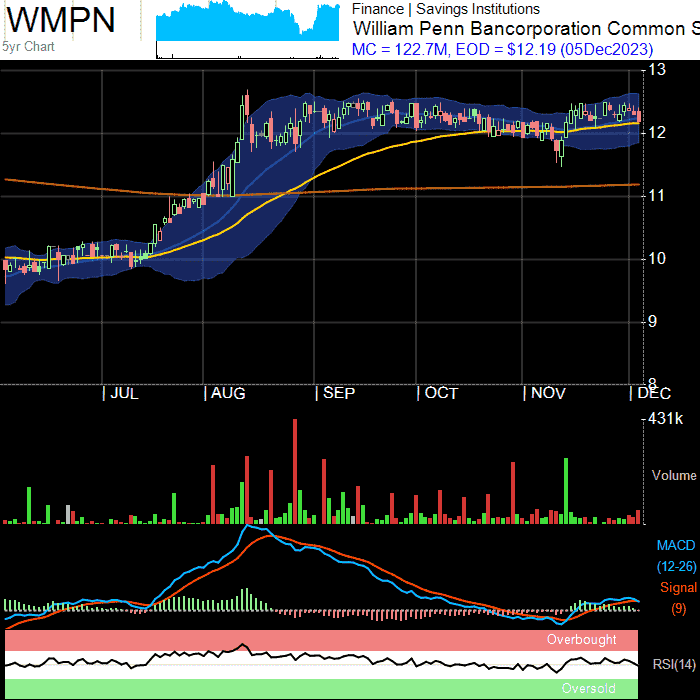 WMPN
5yr Chart
Finance | Savings Institutions
William Penn Bancorporation Common S
MC = 122.7M, EOD = $12.19 (05Dec2023)
13
12
11
10
9
8
| JUL | AUG | SEP | OCT | NOV | DEC
431k
Volume
MACD
(12-26)
Signal
(9)
Overbought
RSI(14)
Oversold